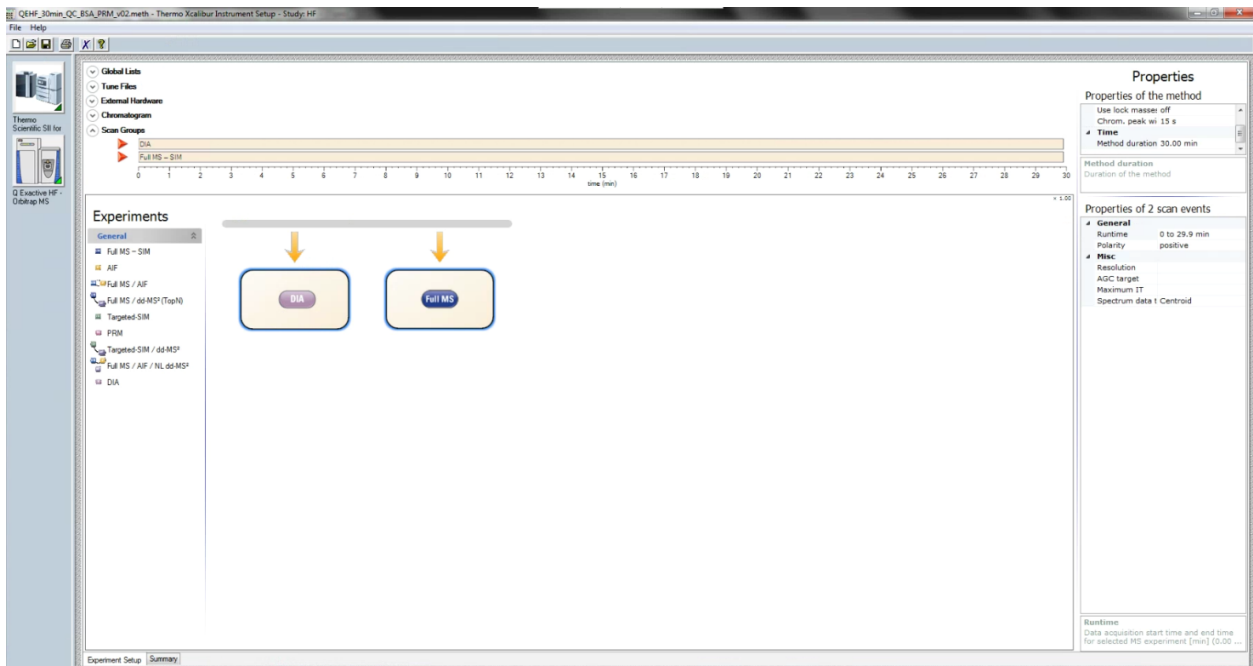 QEHF_30min_QC_BSA_PRM_v02.meth - Thermo Xcalibur Instrument Setup - Study: HF
File Help
Thermo
Scientific SII for
Q Exactive HF -
Orbitrap MS
Global Lists
Tune Files
External Hardware
Chromatogram
Scan Groups
DIA
Full MS – SIM
0 1 2 3 4 5 6 7 8 9 10 11 12 13 14 15 16 17 18 19 20 21 22 23 24 25 26 27 28 29 30
time (min)
x 1.00
Experiments
General
Full MS – SIM
AIF
Full MS / AIF
Full MS / dd-MS² (TopN)
Targeted-SIM
PRM
Targeted-SIM / dd-MS²
Full MS / AIF / NL dd-MS²
DIA
DIA
Full MS
Experiment Setup Summary
Properties
Properties of the method
Use lock masses off
Chrom. peak wi 15 s
Time
Method duration 30.00 min
Method duration
Duration of the method
Properties of 2 scan events
General
Runtime 0 to 29.9 min
Polarity positive
Misc
Resolution
AGC target
Maximum IT
Spectrum data t Centroid
Runtime
Data acquisition start time and end time
for selected MS experiment [min] (0.00 ...